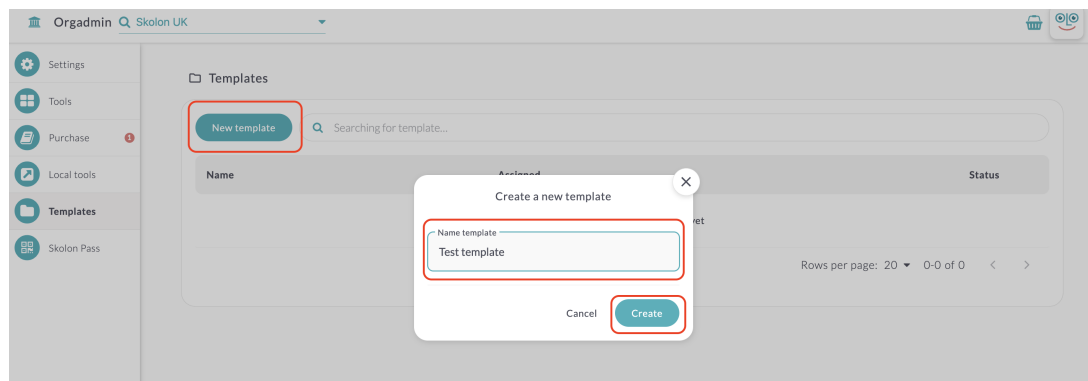 Orgadmin Skolon UK
Settings
Tools
Purchase 1
Local tools
Templates
Skolon Pass
Templates
New template Searching for template...
Name Assigned Status
yet
Rows per page: 20 0-0 of 0
Create a new template
Name template
Test template
Cancel Create